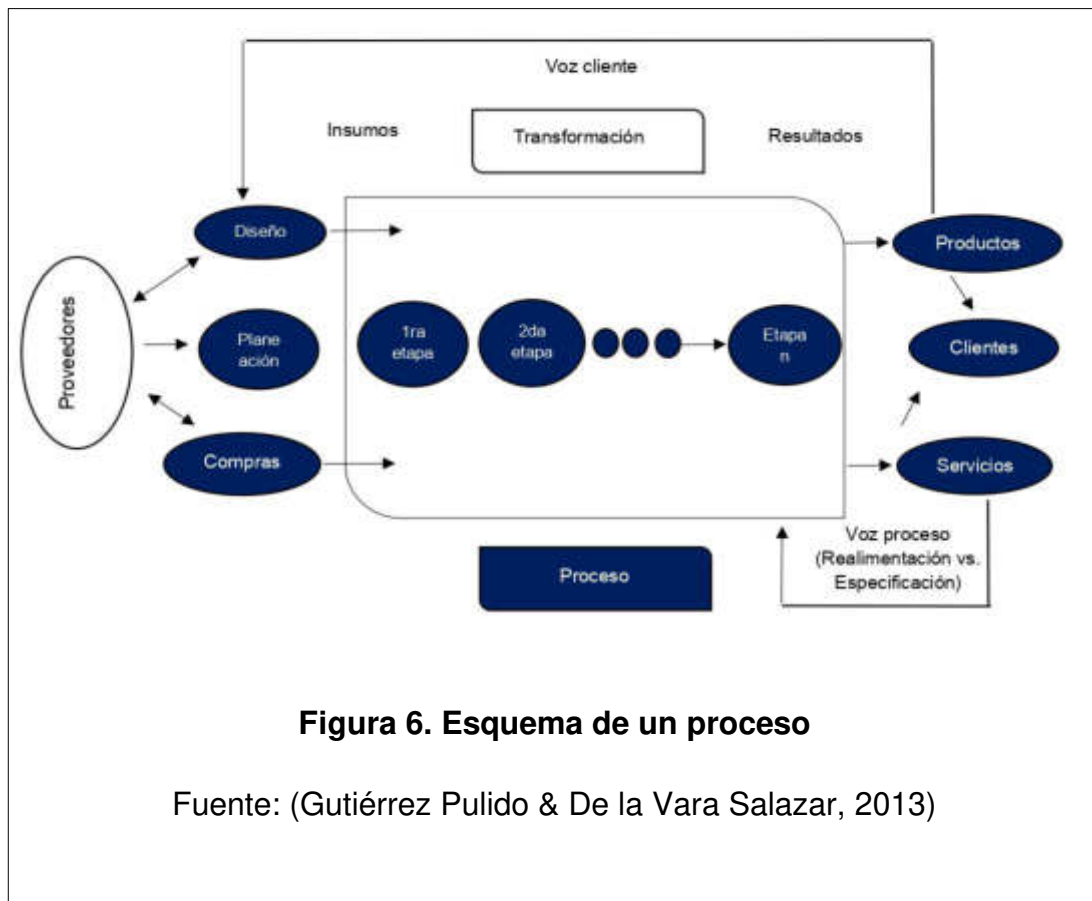 Voz cliente
Insumos
Transformación
Resultados
Diseño
Productos
Proveedores
Plane
ación
1ra
etapa
2da
etapa
Etapa
n
Clientes
Compras
Servicios
Voz proceso
(Realimentación vs.
Especificación)
Proceso
Figura 6. Esquema de un proceso
Fuente: (Gutiérrez Pulido & De la Vara Salazar, 2013)